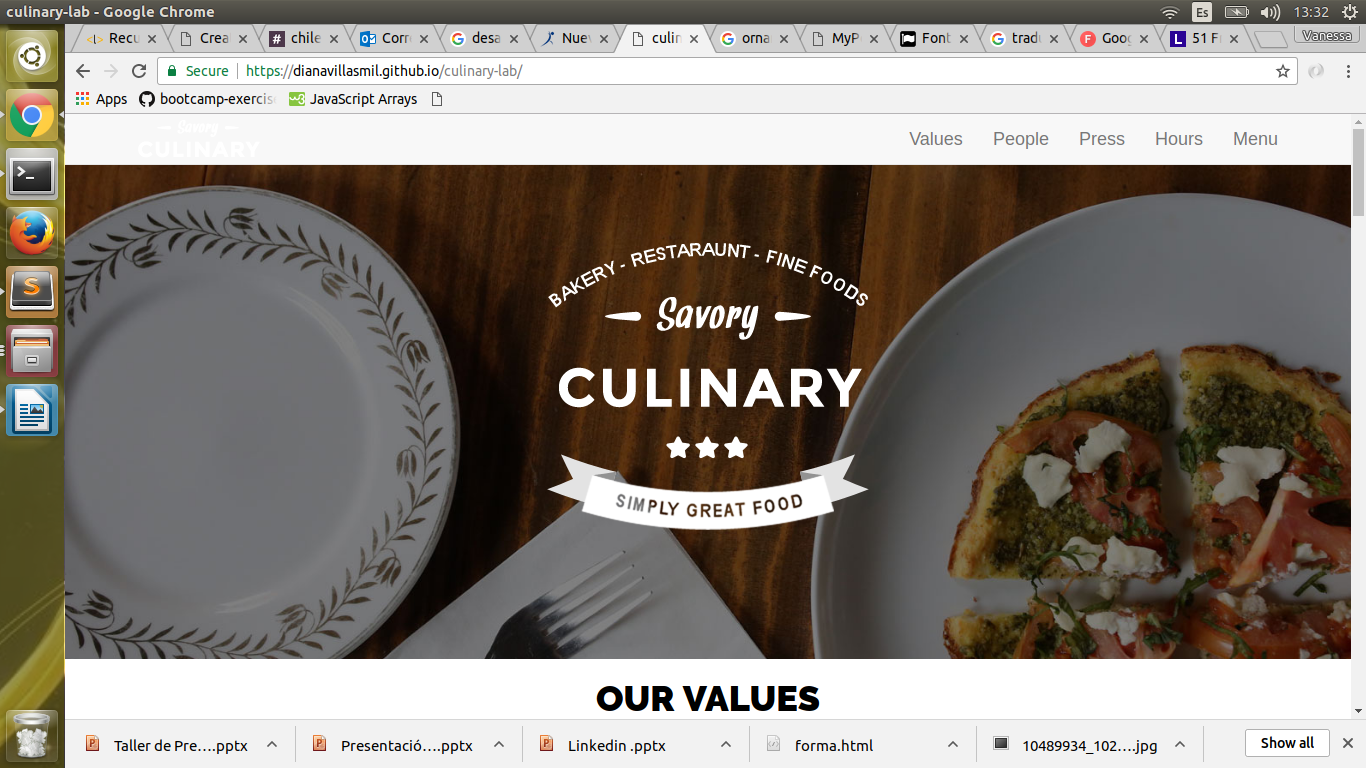 culinary-lab - Google Chrome
Es
13:32
Recu
Crea
chile
Corr
desa
Nuev
culin
orna
MyP
Font
tradu
Goog
51 F
Vanessa
Secure
https://dianavillasmil.github.io/culinary-lab/
Apps
bootcamp-exercis
JavaScript Arrays
Savory
CULINARY
Values
People
Press
Hours
Menu
BAKERY - RESTARAUNT - FINE FOODS
Savory
CULINARY
SIMPLY GREAT FOOD
OUR VALUES
Taller de Pre....pptx
Presentació....pptx
Linkedin .pptx
forma.html
10489934_102....jpg
Show all